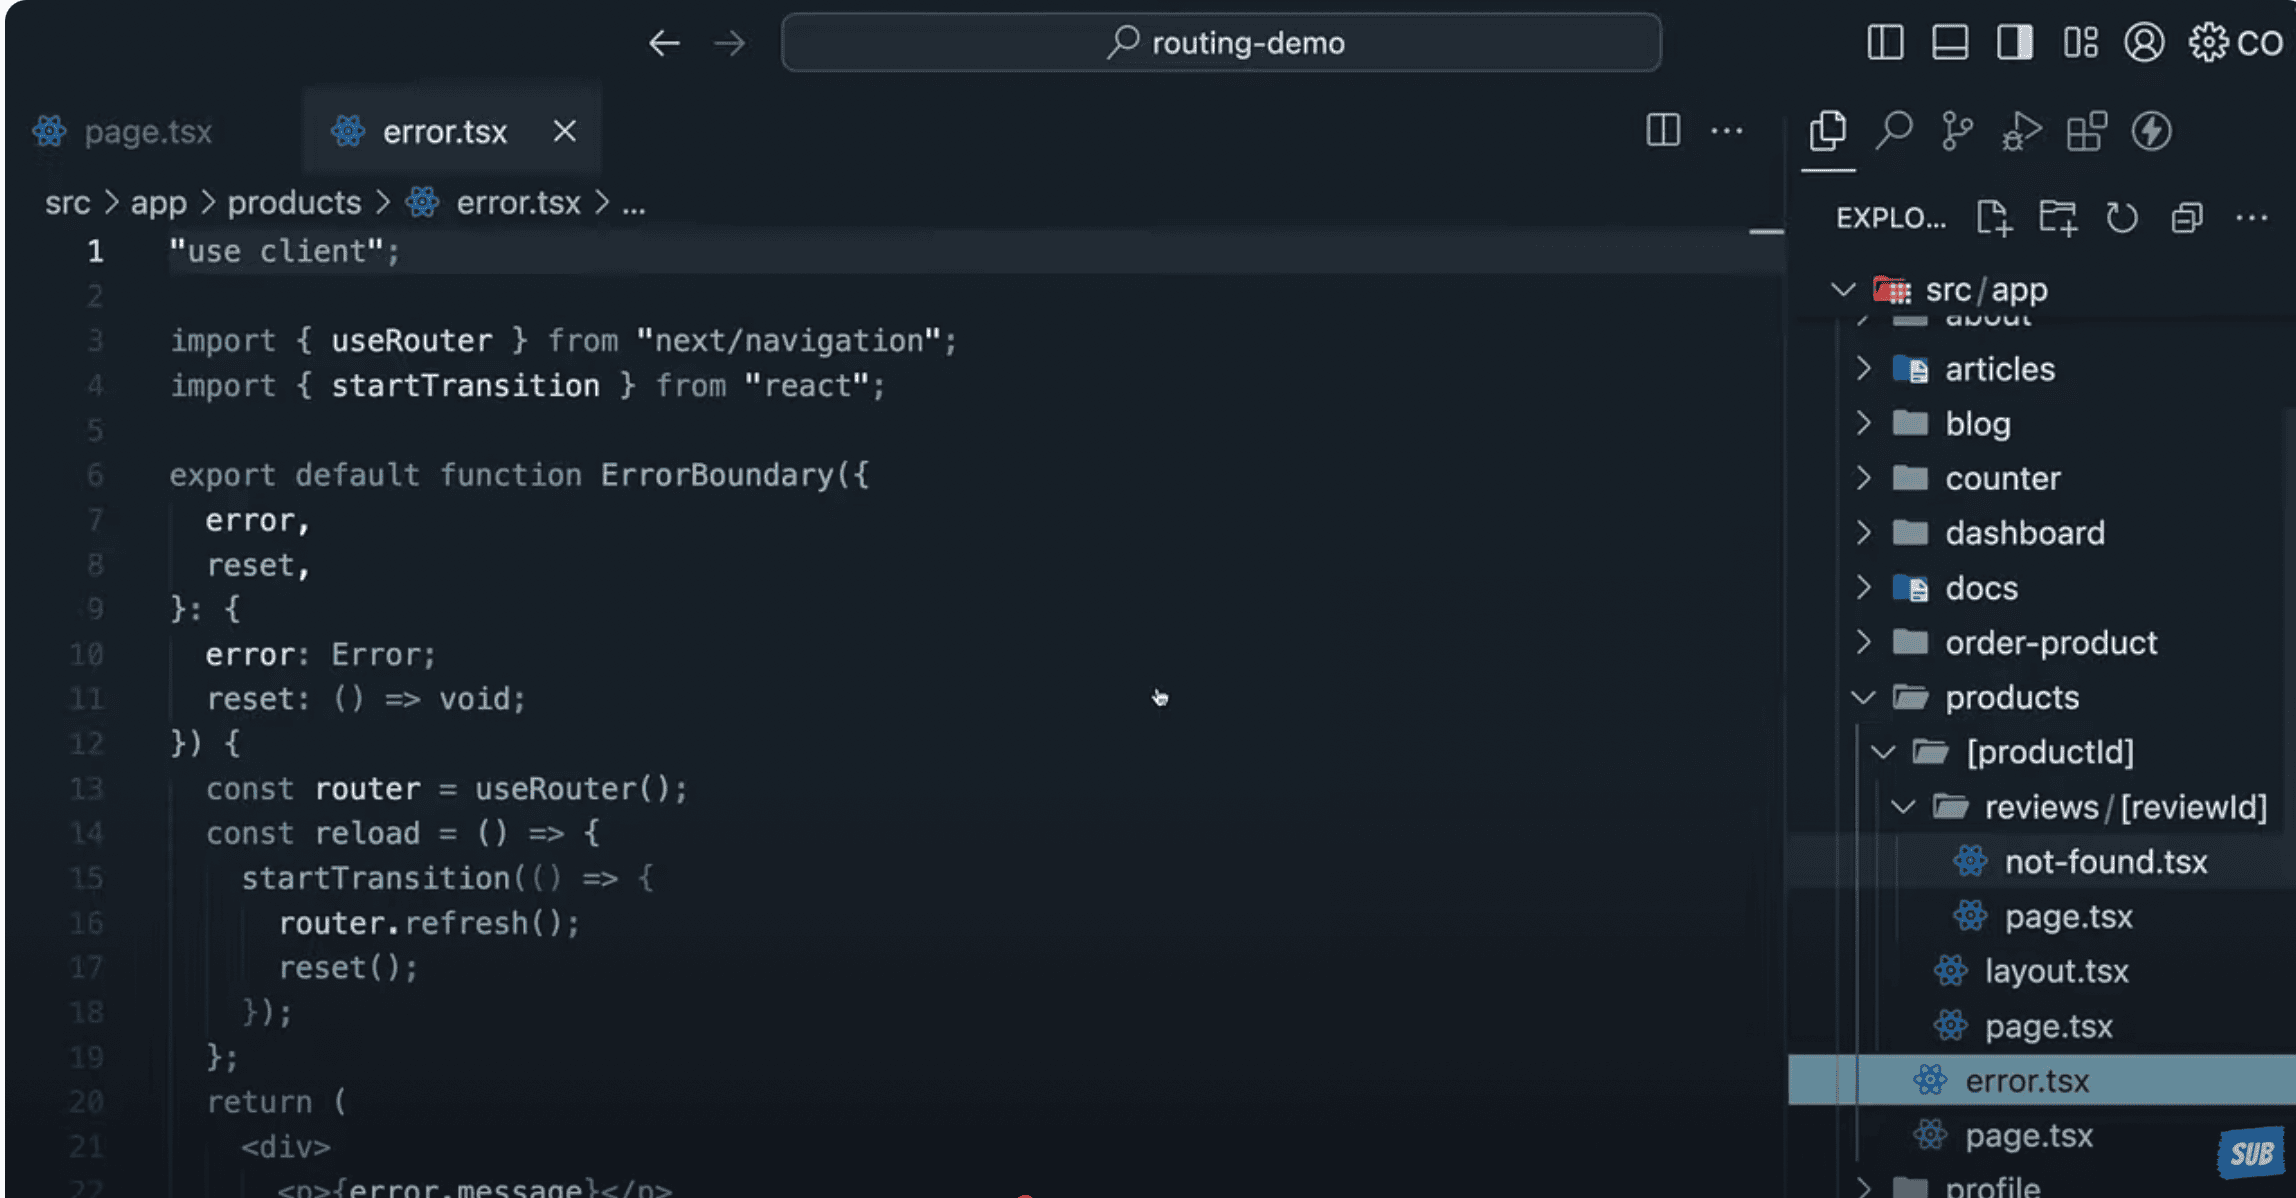 routing-demo
CO
page.tsx
error.tsx
src > app > products > error.tsx > ...
1 "use client";
2
3 import { useRouter } from "next/navigation";
4 import { startTransition } from "react";
5
6 export default function ErrorBoundary({
7 error,
8 reset,
9 }: {
10 error: Error;
11 reset: () => void;
12 }) {
13 const router = useRouter();
14 const reload = () => {
15 startTransition(() => {
16 router.refresh();
17 reset();
18 });
19 };
20 return (
21 <div>
22 <p>{error.message}</p>
EXPLO...
src/app
about
articles
blog
counter
dashboard
docs
order-product
products
[productId]
reviews/[reviewId]
not-found.tsx
page.tsx
layout.tsx
page.tsx
error.tsx
page.tsx
profile
SUB